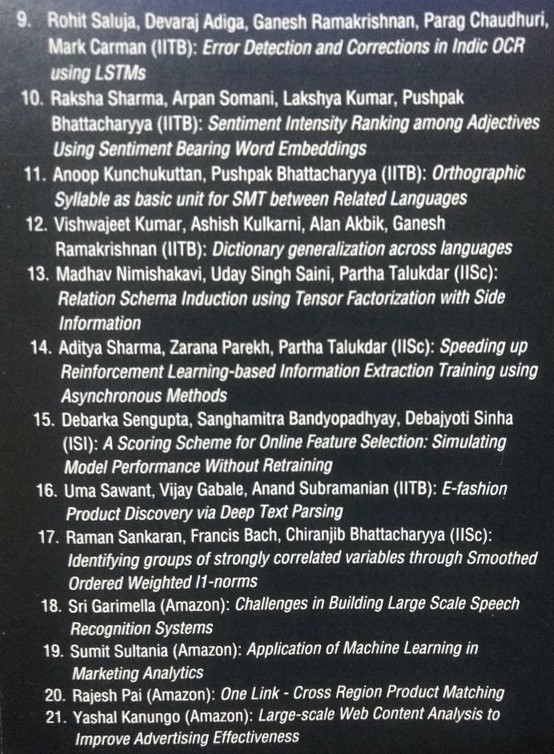 9. Rohit Saluja, Devaraj Adiga, Ganesh Ramakrishnan, Parag Chaudhuri,
Mark Carman (IITB): Error Detection and Corrections in Indic OCR
using LSTMs
10. Raksha Sharma, Arpan Somani, Lakshya Kumar, Pushpak
Bhattacharyya (IITB): Sentiment Intensity Ranking among Adjectives
Using Sentiment Bearing Word Embeddings
11. Anoop Kunchukuttan, Pushpak Bhattacharyya (IITB): Orthographic
Syllable as basic unit for SMT between Related Languages
12. Vishwajeet Kumar, Ashish Kulkarni, Alan Akbik, Ganesh
Ramakrishnan (IITB): Dictionary generalization across languages
13. Madhav Nimishakavi, Uday Singh Saini, Partha Talukdar (IISc):
Relation Schema Induction using Tensor Factorization with Side
Information
14. Aditya Sharma, Zarana Parekh, Partha Talukdar (IISc): Speeding up
Reinforcement Learning-based Information Extraction Training using
Asynchronous Methods
15. Debarka Sengupta, Sanghamitra Bandyopadhyay, Debajyoti Sinha
(ISI): A Scoring Scheme for Online Feature Selection: Simulating
Model Performance Without Retraining
16. Uma Sawant, Vijay Gabale, Anand Subramanian (IITB): E-fashion
Product Discovery via Deep Text Parsing
17. Raman Sankaran, Francis Bach, Chiranjib Bhattacharyya (IISc):
Identifying groups of strongly correlated variables through Smoothed
Ordered Weighted l1-norms
18. Sri Garimella (Amazon): Challenges in Building Large Scale Speech
Recognition Systems
19. Sumit Sultania (Amazon): Application of Machine Learning in
Marketing Analytics
20. Rajesh Pai (Amazon): One Link - Cross Region Product Matching
21. Yashal Kanungo (Amazon): Large-scale Web Content Analysis to
Improve Advertising Effectiveness